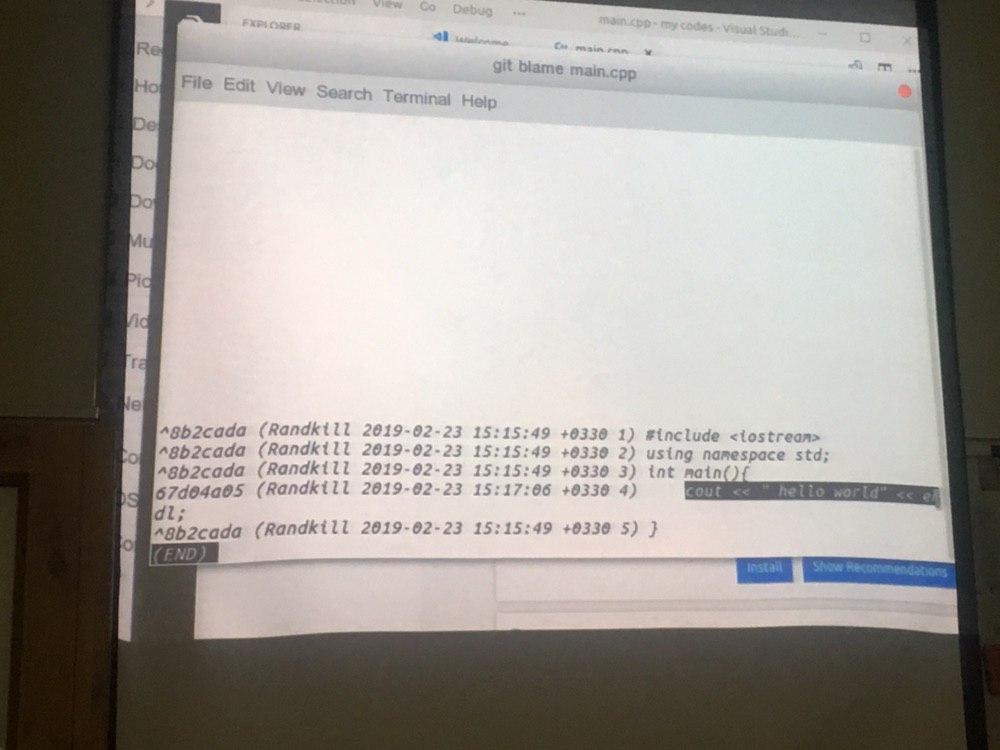 View Go Debug ...
main.cpp - my codes - Visual Studi...
EXPLORER
Welcome
main.cpp x
git blame main.cpp
File Edit View Search Terminal Help
Re
Ho
De
Do
Do
Mu
Pic
Vid
Tra
Ne
Co
^8b2cada (Randkill 2019-02-23 15:15:49 +0330 1) #include <iostream>
^8b2cada (Randkill 2019-02-23 15:15:49 +0330 2) using namespace std;
^8b2cada (Randkill 2019-02-23 15:15:49 +0330 3) int main(){
67d04a05 (Randkill 2019-02-23 15:17:06 +0330 4) cout << " hello world" << en
dl;
^8b2cada (Randkill 2019-02-23 15:15:49 +0330 5) }
(END)
Install Show Recommendations